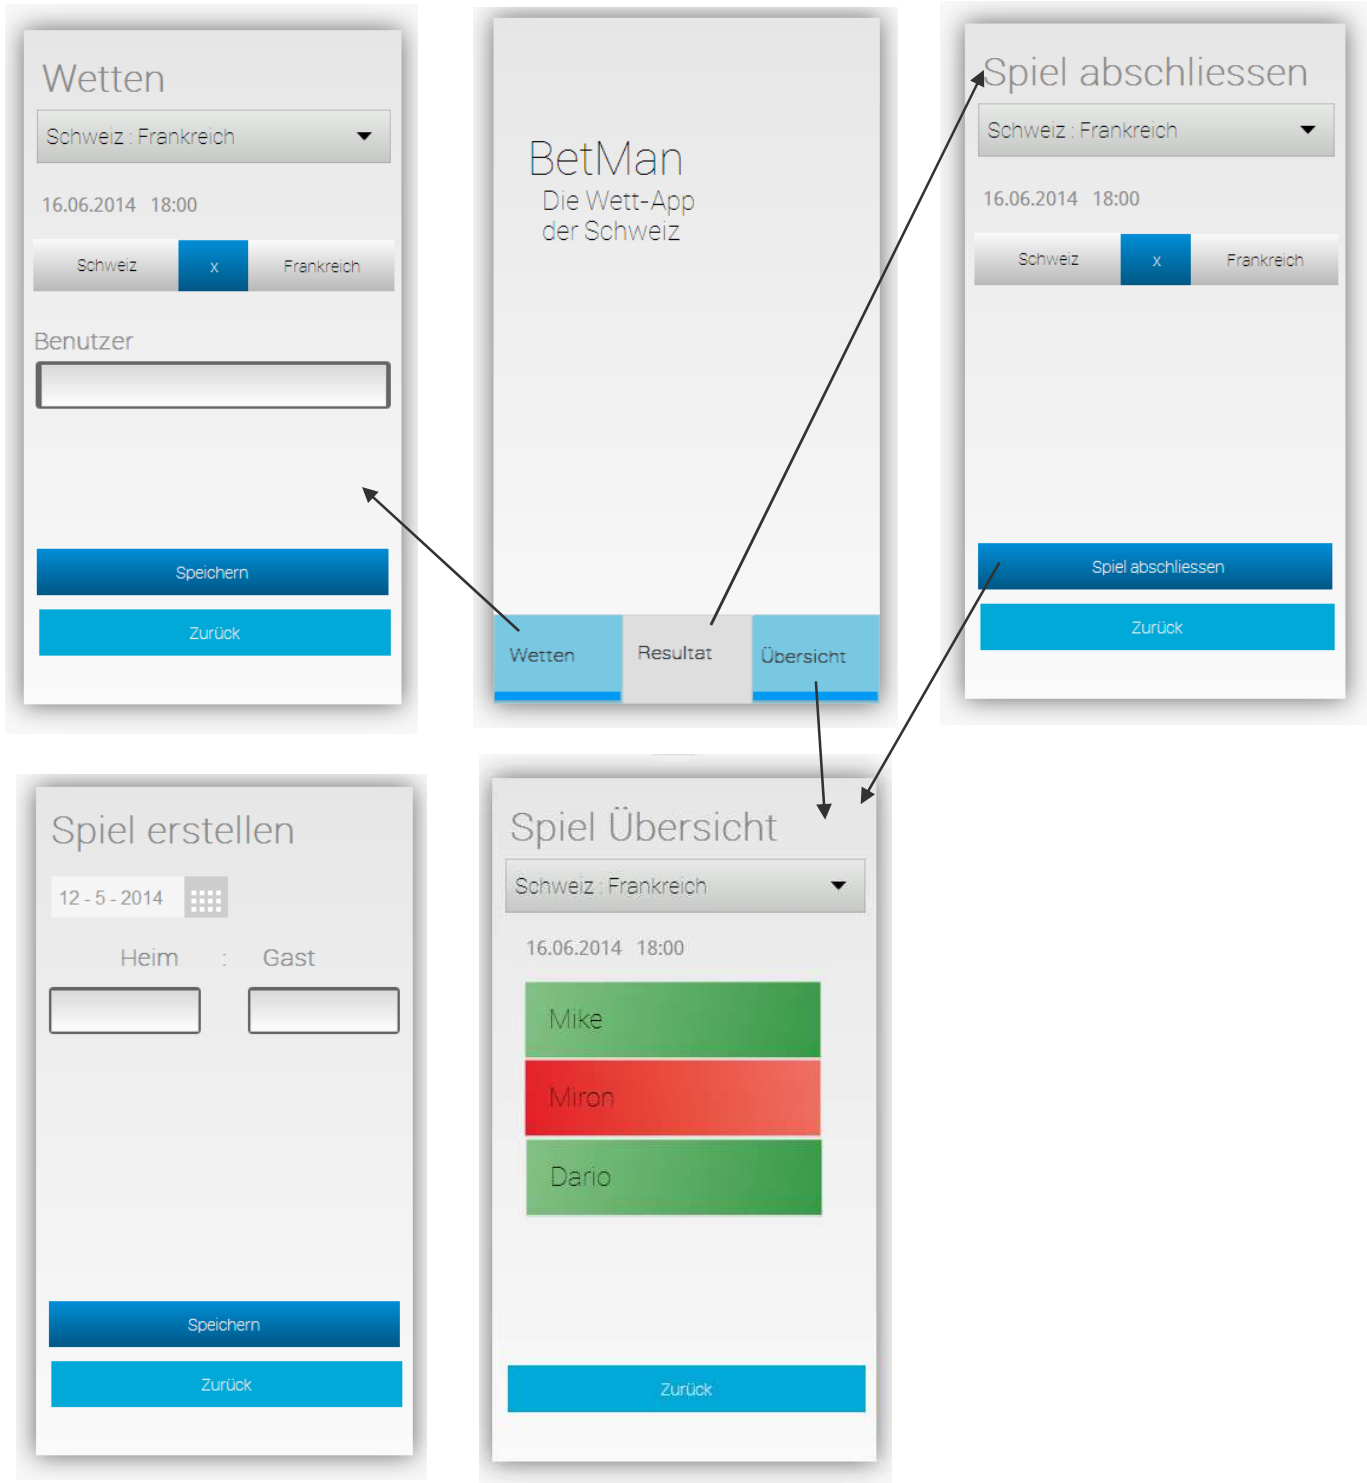 Wetten
Schweiz : Frankreich
16.06.2014 18:00
Schweiz x Frankreich
Benutzer
Speichern
Zurück
BetMan
Die Wett-App
der Schweiz
Wetten Resultat Übersicht
Spiel abschliessen
Schweiz : Frankreich
16.06.2014 18:00
Schweiz x Frankreich
Spiel abschliessen
Zurück
Spiel erstellen
12 - 5 - 2014
Heim : Gast
Speichern
Zurück
Spiel Übersicht
Schweiz : Frankreich
16.06.2014 18:00
Mike
Miron
Dario
Zurück